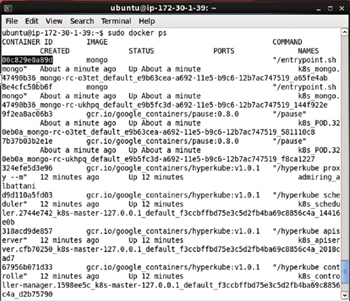 ubuntu@ip-172-30-1-39: ~
File Edit View Search Terminal Help
ubuntu@ip-172-30-1-39:~$ sudo docker ps
CONTAINER ID IMAGE COMMAND
CREATED STATUS PORTS NAMES
00c829e0a89d mongo "/entrypoint.sh
mongo" About a minute ago Up About a minute k8s_mongo.
47490b36_mongo-rc-o3tet_default_e9b63cea-a692-11e5-b9c6-12b7ac747519_a65fe4ab
8e4cfc50bb6f mongo "/entrypoint.sh
mongo" About a minute ago Up About a minute k8s_mongo.
47490b36_mongo-rc-ukhpq_default_e9b5fc3d-a692-11e5-b9c6-12b7ac747519_144f922e
9f2ea8ac06b3 gcr.io/google_containers/pause:0.8.0 "/pause"
About a minute ago Up About a minute k8s_POD.32
0eb0a_mongo-rc-o3tet_default_e9b63cea-a692-11e5-b9c6-12b7ac747519_581110c8
7b37b03b2e1e gcr.io/google_containers/pause:0.8.0 "/pause"
About a minute ago Up About a minute k8s_POD.32
0eb0a_mongo-rc-ukhpq_default_e9b5fc3d-a692-11e5-b9c6-12b7ac747519_f8ca1227
324efe5d3e96 gcr.io/google_containers/hyperkube:v1.0.1 "/hyperkube prox
y --m" 12 minutes ago Up 12 minutes admiring_a
lbattani
d9d110a5fd03 gcr.io/google_containers/hyperkube:v1.0.1 "/hyperkube sche
duler" 12 minutes ago Up 12 minutes k8s_schedu
ler.2744e742_k8s-master-127.0.0.1_default_f3ccbffbd75e3c5d2fb4ba69c8856c4a_14416
e0b
318acd9de857 gcr.io/google_containers/hyperkube:v1.0.1 "/hyperkube apis
erver" 12 minutes ago Up 12 minutes k8s_apiser
ver.cfb70250_k8s-master-127.0.0.1_default_f3ccbffbd75e3c5d2fb4ba69c8856c4a_2018c
ad7
67956b071d33 gcr.io/google_containers/hyperkube:v1.0.1 "/hyperkube cont
rolle" 12 minutes ago Up 12 minutes k8s_contro
ller-manager.1598ee5c_k8s-master-127.0.0.1_default_f3ccbffbd75e3c5d2fb4ba69c8856
c4a_d2b75790